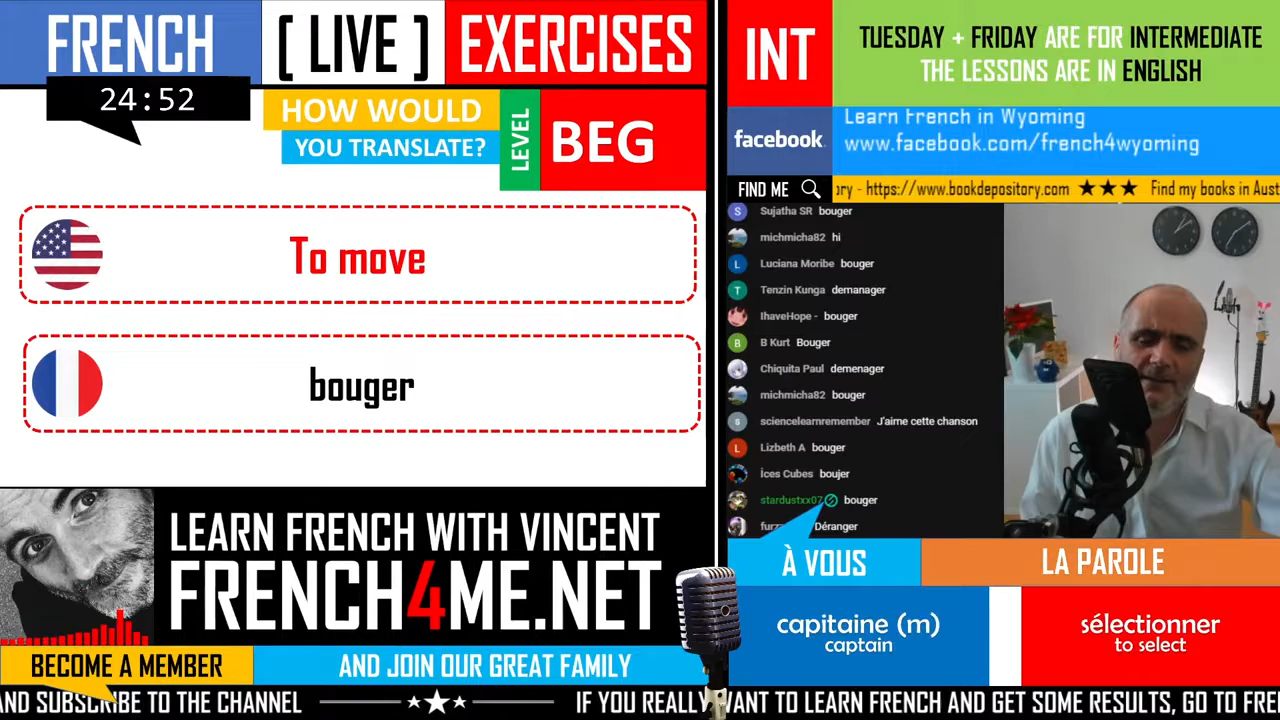 FRENCH
[ LIVE ]
EXERCISES
24:52
HOW WOULD
YOU TRANSLATE?
LEVEL
BEG
To move
bouger
LEARN FRENCH WITH VINCENT
FRENCH4ME.NET
BECOME A MEMBER
AND JOIN OUR GREAT FAMILY
INT
TUESDAY + FRIDAY ARE FOR INTERMEDIATE
THE LESSONS ARE IN ENGLISH
facebook
Learn French in Wyoming
www.facebook.com/french4wyoming
FIND ME
ry - https://www.bookdepository.com ★★★ Find my books in Aust
S Sujatha SR bouger
michmicha82 hi
L Luciana Moribe bouger
T Tenzin Kunga demanager
IhaveHope - bouger
B B Kurt Bouger
Chiquita Paul demenager
michmicha82 bouger
s sciencelearnremember J'aime cette chanson
L Lizbeth A bouger
İces Cubes boujer
stardustxx07 bouger
Déranger
À VOUS
LA PAROLE
capitaine (m)
captain
sélectionner
to select
AND SUBSCRIBE TO THE CHANNEL
IF YOU REALLY WANT TO LEARN FRENCH AND GET SOME RESULTS, GO TO FRE